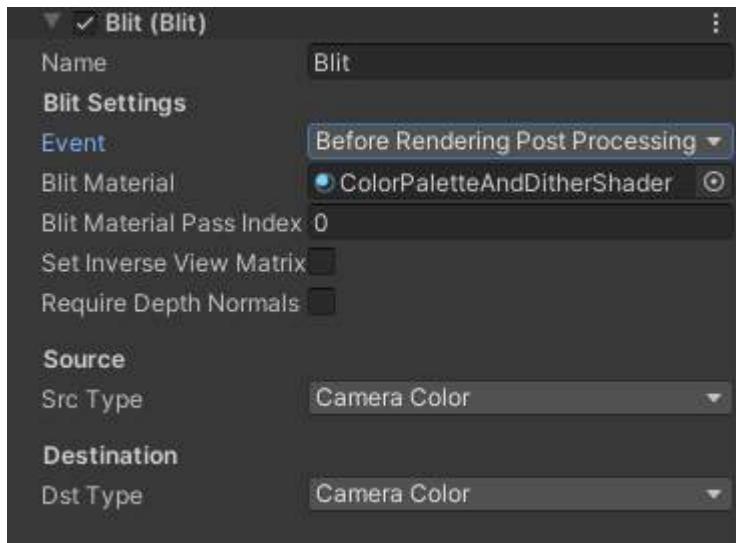 Blit (Blit)
Name Blit
Blit Settings
Event Before Rendering Post Processing
Blit Material ColorPaletteAndDitherShader
Blit Material Pass Index 0
Set Inverse View Matrix
Require Depth Normals
Source
Src Type Camera Color
Destination
Dst Type Camera Color